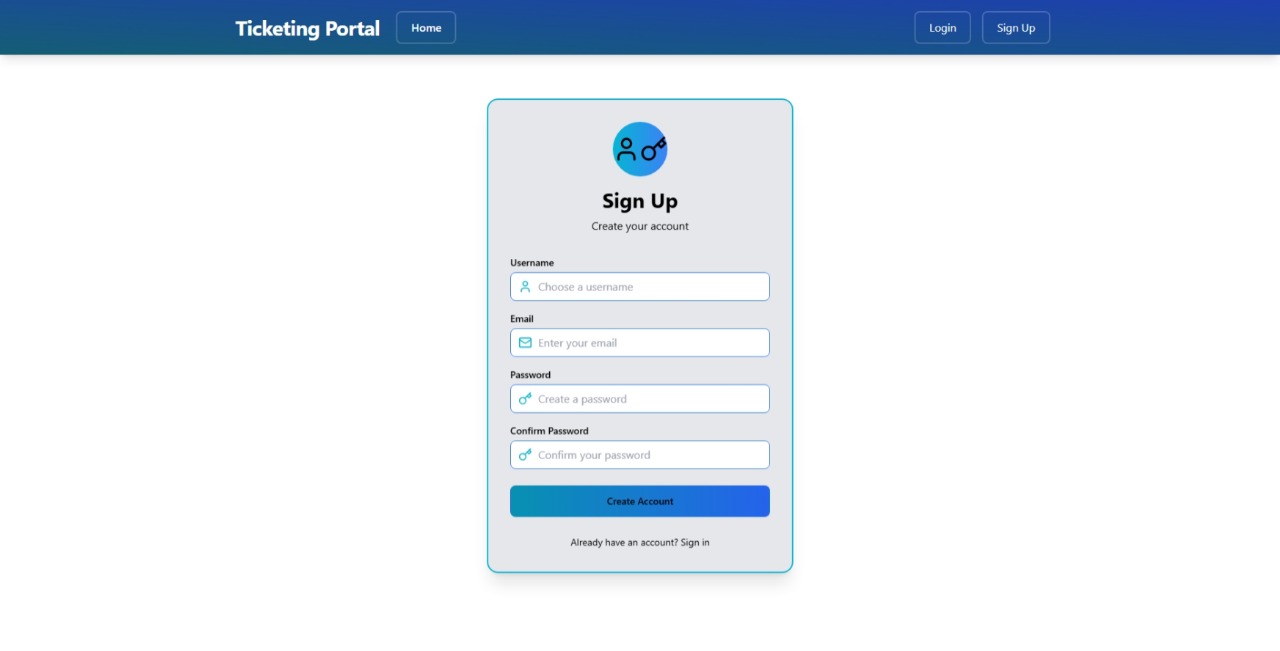 Ticketing Portal Home Login Sign Up
Sign Up
Create your account
Username
Choose a username
Email
Enter your email
Password
Create a password
Confirm Password
Confirm your password
Create Account
Already have an account? Sign in